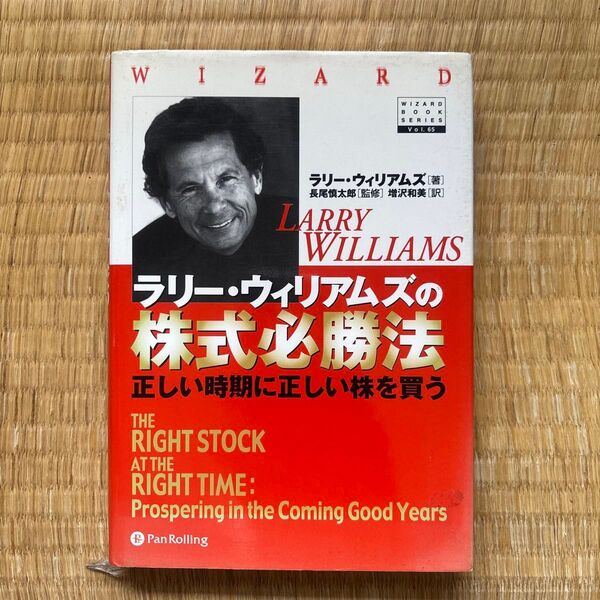 WIZARD
WIZARD
BOOK
SERIES
Vol.65
ラリー・ウィリアムズ[著]
長尾慎太郎[監修] 増沢和美[訳]
LARRY
WILLIAMS
ラリー・ウィリアムズの
株式必勝法
正しい時期に正しい株を買う
THE
RIGHT STOCK
AT THE
RIGHT TIME:
Prospering in the Coming Good Years
PanRolling